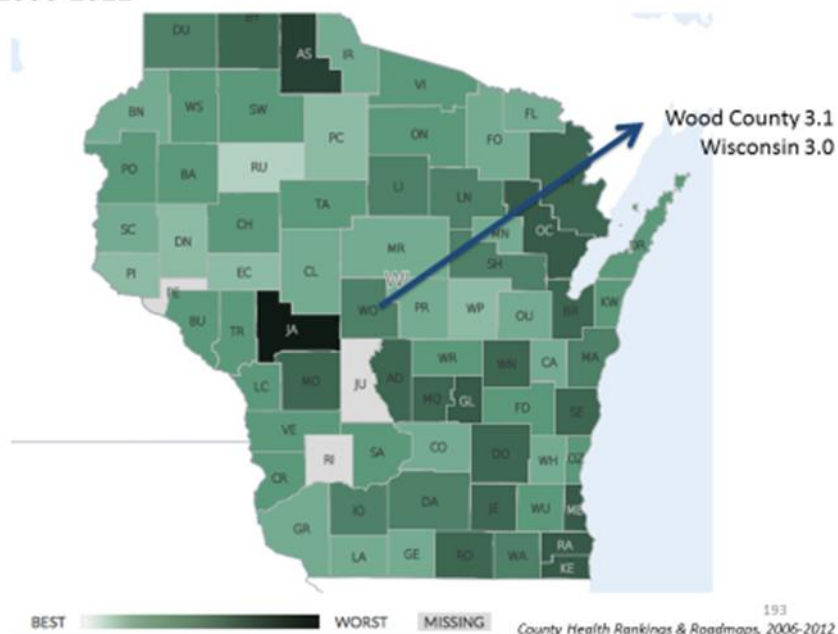 DU
AS
IR
VI
BN
WS
SW
PC
ON
FO
FL
PO
BA
RU
LI
LN
TA
SC
DN
CH
MR
MN
OC
DR
PI
EC
CL
SH
PE
WO
PR
WP
OU
BR
KW
BU
TR
JA
JU
AD
WR
WN
CA
MA
LC
MO
MQ
GL
FD
SE
VE
RI
SA
CO
DO
WH
OZ
CR
IO
DA
JE
WU
GR
LA
GE
RO
WA
RA
KE
Wood County 3.1
Wisconsin 3.0
BEST
WORST
MISSING
193
County Health Rankings & Roadmaps, 2006-2012